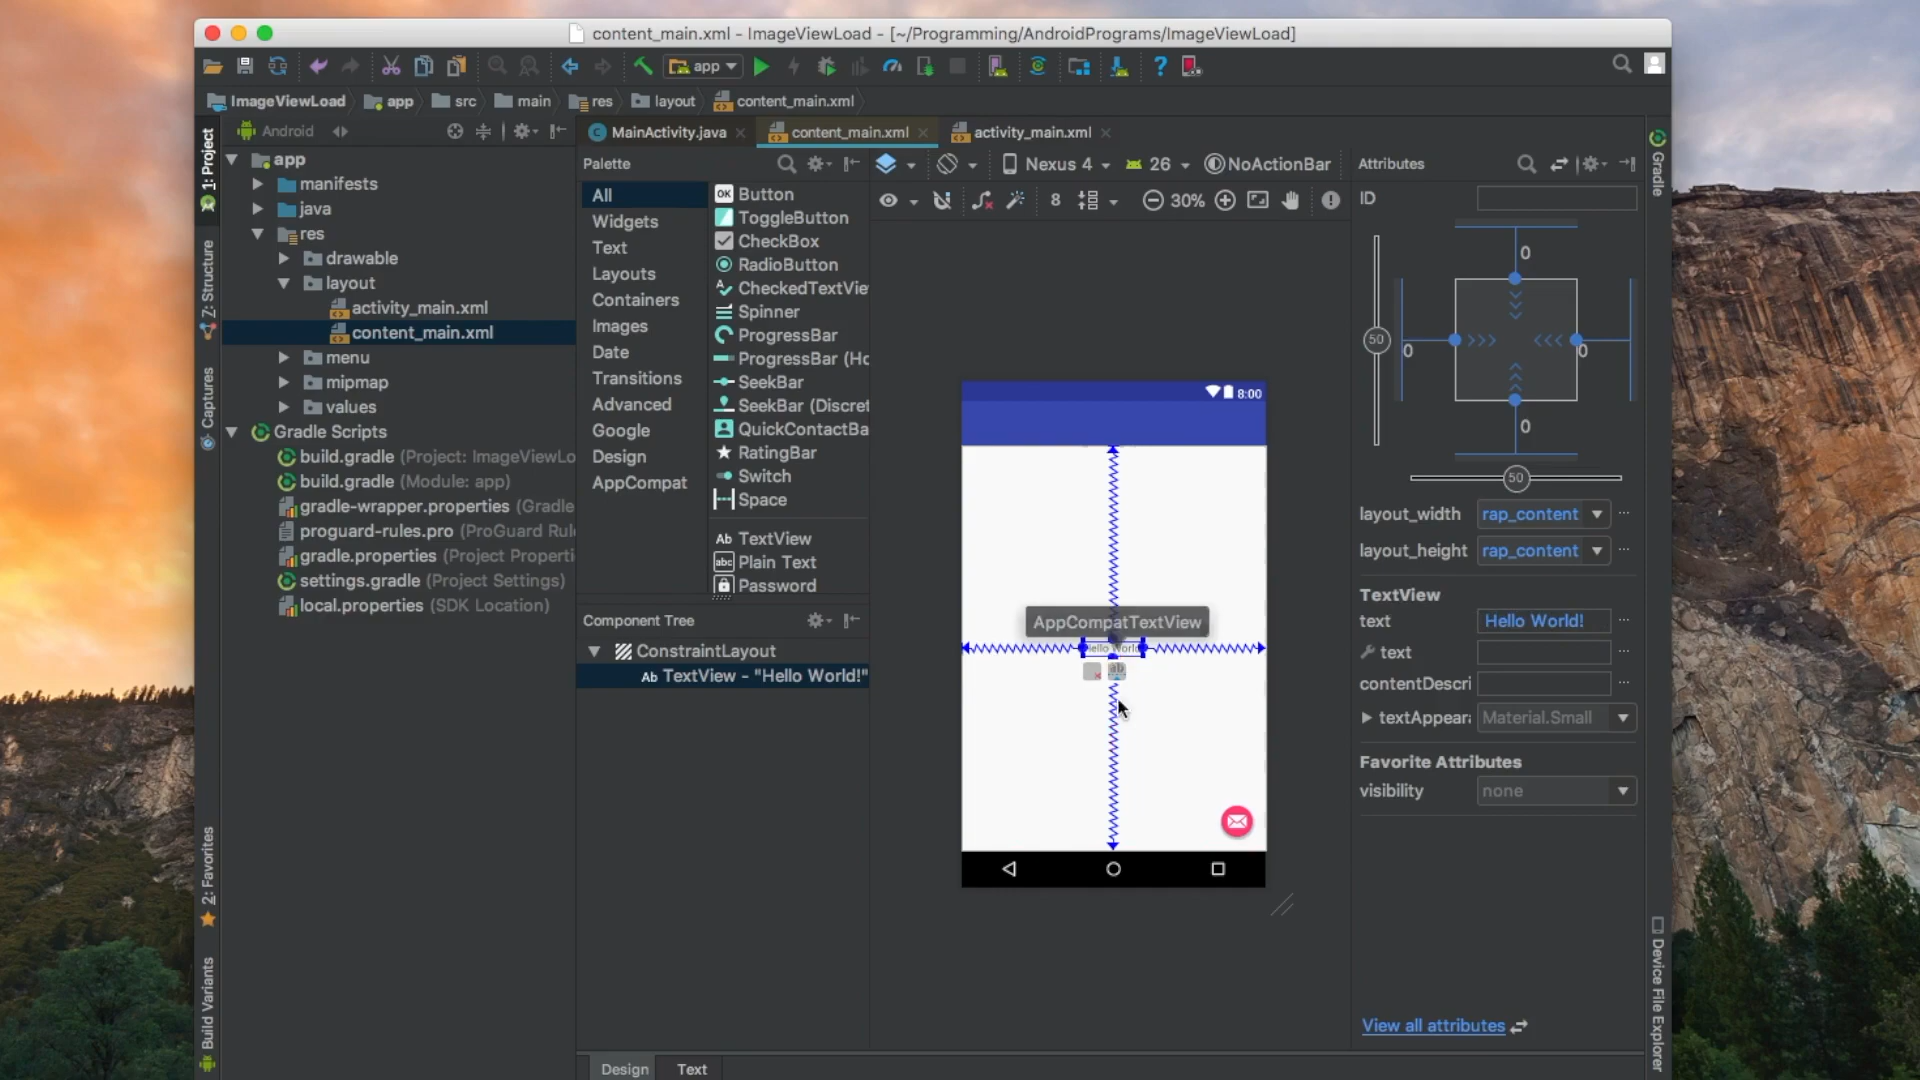 content_main.xml - ImageViewLoad - [~/Programming/AndroidPrograms/ImageViewLoad]
app
ImageViewLoad app src main res layout content_main.xml
Android
MainActivity.java content_main.xml activity_main.xml
1: Project
Z: Structure
Captures
2: Favorites
Build Variants
app
manifests
java
res
drawable
layout
activity_main.xml
content_main.xml
menu
mipmap
values
Gradle Scripts
build.gradle (Project: ImageViewLo
build.gradle (Module: app)
gradle-wrapper.properties (Gradle
proguard-rules.pro (ProGuard Rul
gradle.properties (Project Properti
settings.gradle (Project Settings)
local.properties (SDK Location)
Palette
All
Widgets
Text
Layouts
Containers
Images
Date
Transitions
Advanced
Google
Design
AppCompat
OK Button
ToggleButton
CheckBox
RadioButton
CheckedTextVie
Spinner
ProgressBar
ProgressBar (Ho
SeekBar
SeekBar (Discret
QuickContactBa
RatingBar
Switch
Space
Ab TextView
abc Plain Text
Password
Component Tree
ConstraintLayout
Ab TextView - "Hello World!"
Nexus 4 26 NoActionBar
8 30%
8:00
AppCompatTextView
Hello World!
ab
Design Text
Attributes
ID
0
50
0 0
0
50
layout_width rap_content ...
layout_height rap_content ...
TextView
text Hello World! ...
text ...
contentDescri ...
textAppeara Material.Small
Favorite Attributes
visibility none
View all attributes
Gradle
Device File Explorer